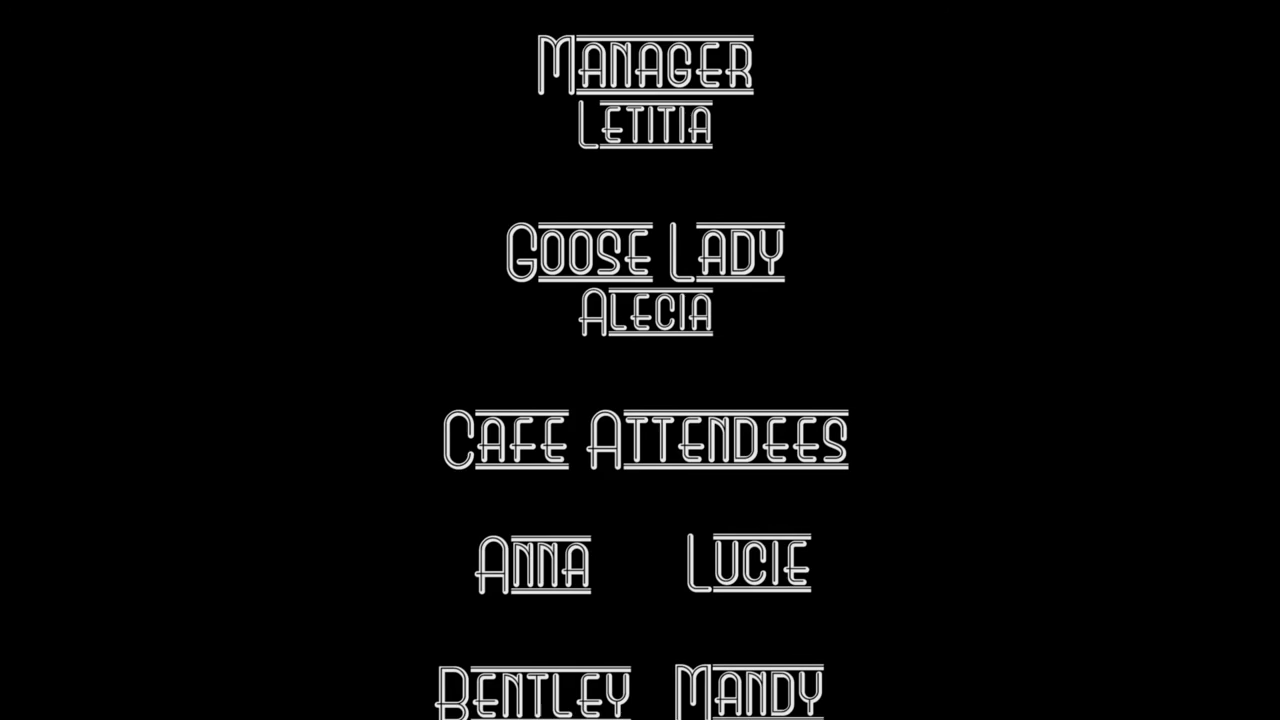 Manager
Letitia
Goose Lady
Alecia
Cafe Attendees
Anna Lucie
Bentley Mandy